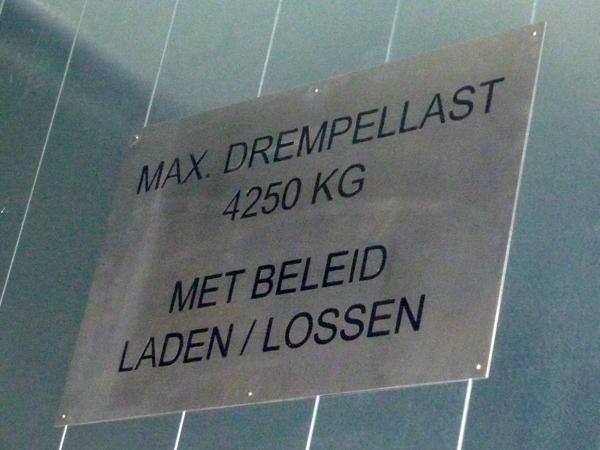 MAX. DREMPELLAST
4250 KG
MET BELEID
LADEN / LOSSEN